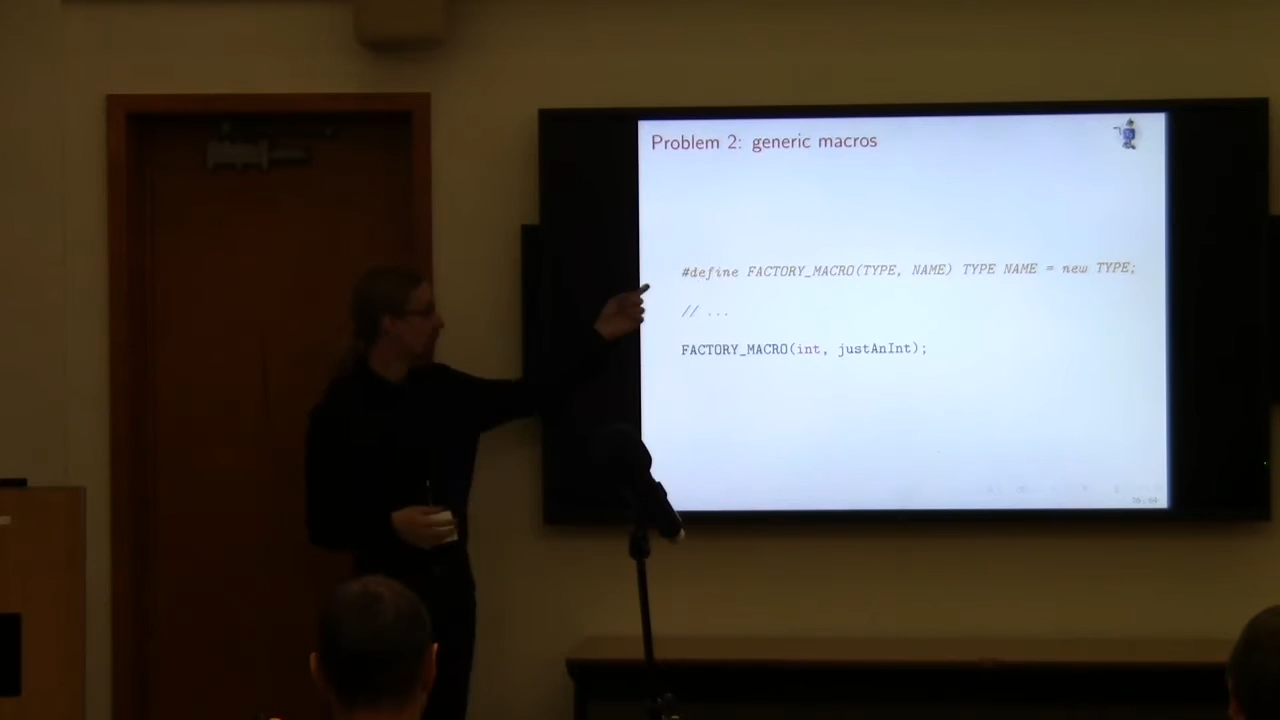 Problem 2: generic macros
#define FACTORY_MACRO(TYPE, NAME) TYPE NAME = new TYPE;
// ...
FACTORY_MACRO(int, justAnInt);